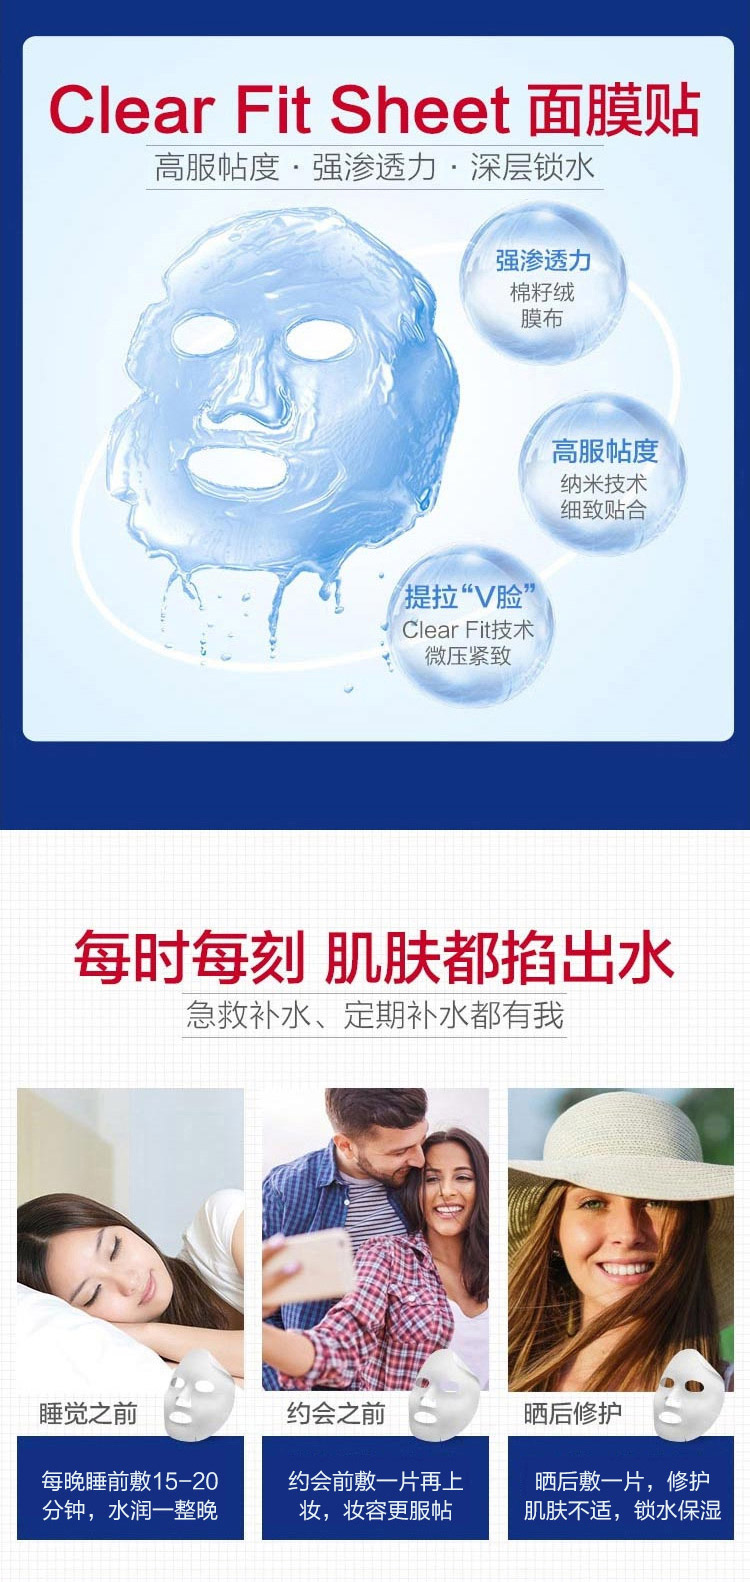 Clear Fit Sheet 面膜贴
高服帖度 · 强渗透力 · 深层锁水
强渗透力
棉籽绒
膜布
高服帖度
纳米技术
细致贴合
提拉“V脸”
Clear Fit技术
微压紧致
每时每刻 肌肤都掐出水
急救补水、定期补水都有我
睡觉之前
每晚睡前敷15-20
分钟，水润一整晚
约会之前
约会前敷一片再上
妆，妆容更服帖
晒后修护
晒后敷一片，修护
肌肤不适，锁水保湿